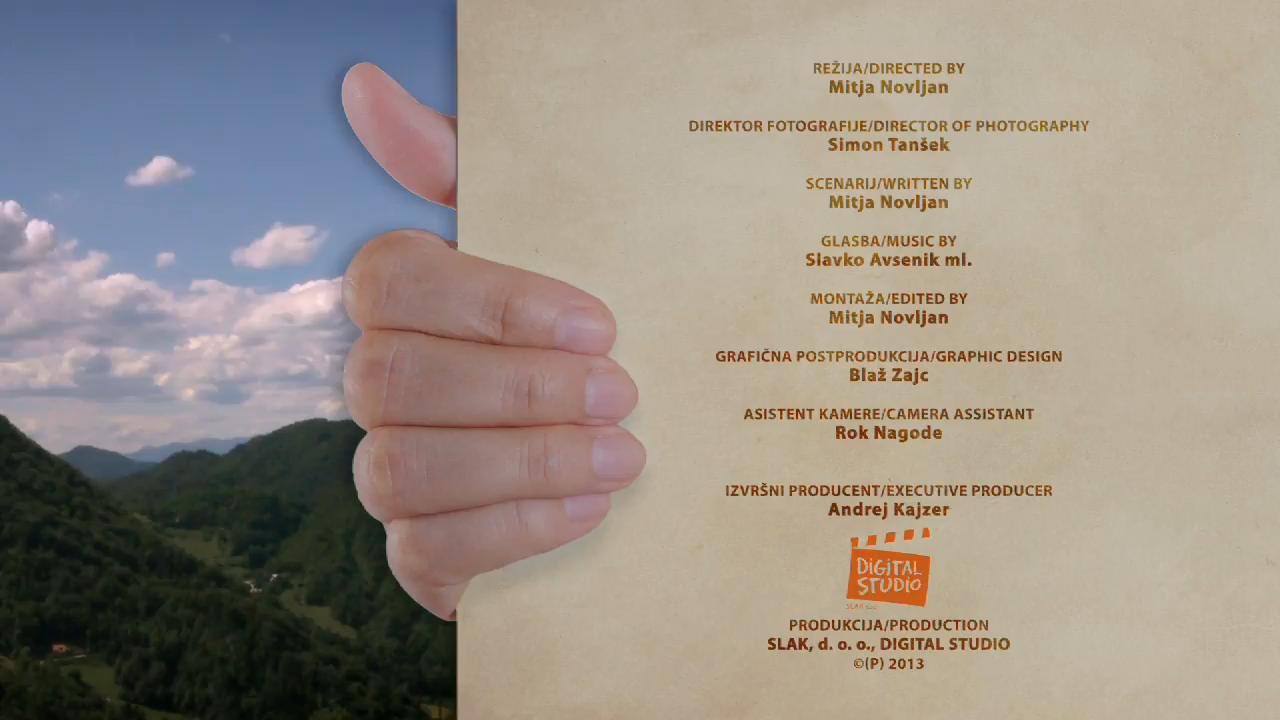 REŽIJA/DIRECTED BY
Mitja Novljan
DIREKTOR FOTOGRAFIJE/DIRECTOR OF PHOTOGRAPHY
Simon Tanšek
SCENARIJ/WRITTEN BY
Mitja Novljan
GLASBA/MUSIC BY
Slavko Avsenik ml.
MONTAŽA/EDITED BY
Mitja Novljan
GRAFIČNA POSTPRODUKCIJA/GRAPHIC DESIGN
Blaž Zajc
ASISTENT KAMERE/CAMERA ASSISTANT
Rok Nagode
IZVRŠNI PRODUCENT/EXECUTIVE PRODUCER
Andrej Kajzer
DiGiTAL
STUDIO
PRODUKCIJA/PRODUCTION
SLAK, d. o. o., DIGITAL STUDIO
©(P) 2013